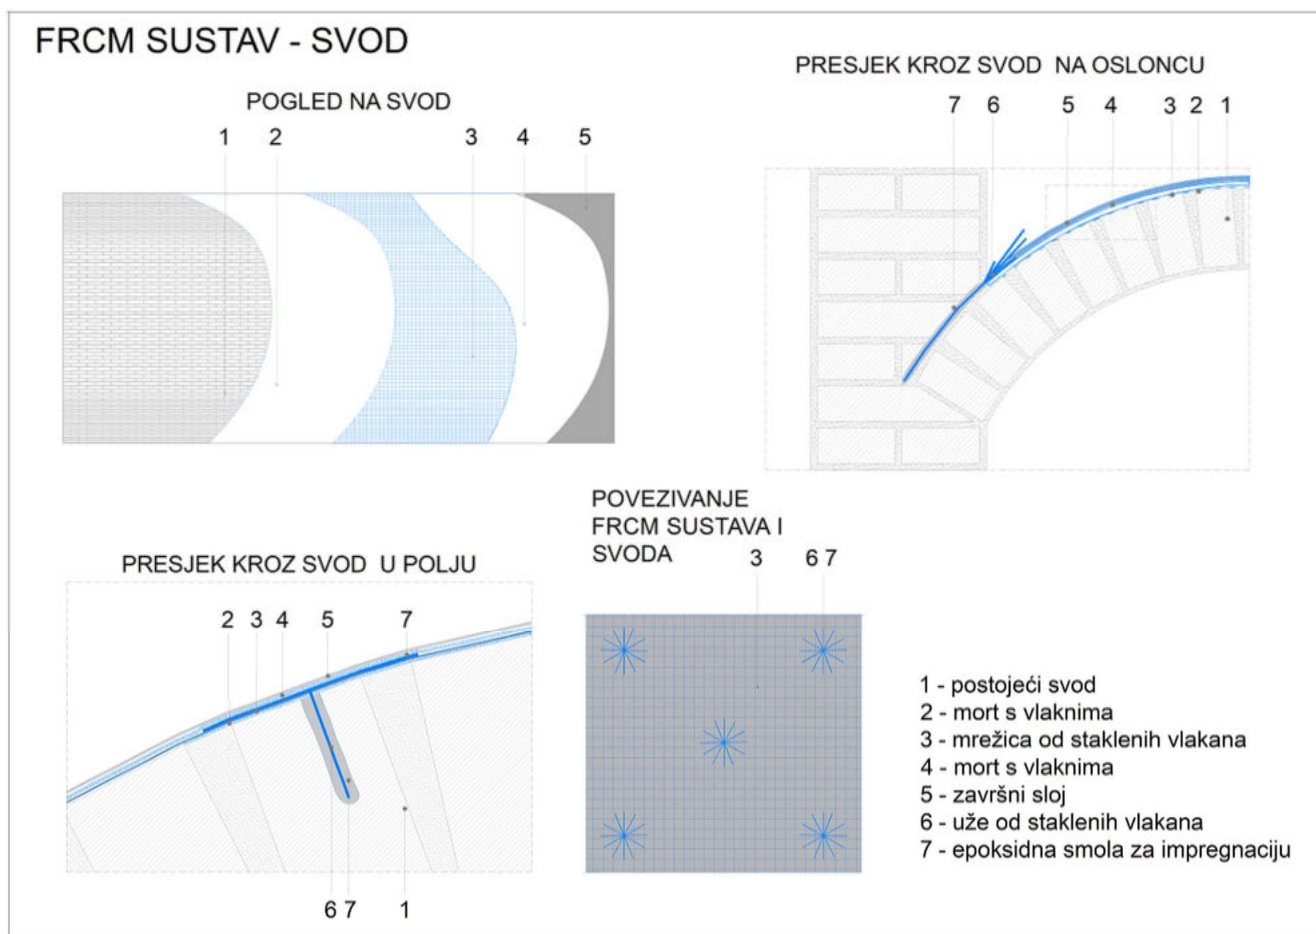 FRCM SUSTAV - SVOD
POGLED NA SVOD
1 2 3 4 5
PRESJEK KROZ SVOD NA OSLONCU
7 6 5 4 3 2 1
PRESJEK KROZ SVOD U POLJU
2 3 4 5 7
6 7 1
POVEZIVANJE
FRCM SUSTAVA I
SVODA
3 6 7
1 - postojeći svod
2 - mort s vlaknima
3 - mrežica od staklenih vlakana
4 - mort s vlaknima
5 - završni sloj
6 - uže od staklenih vlakana
7 - epoksidna smola za impregnaciju